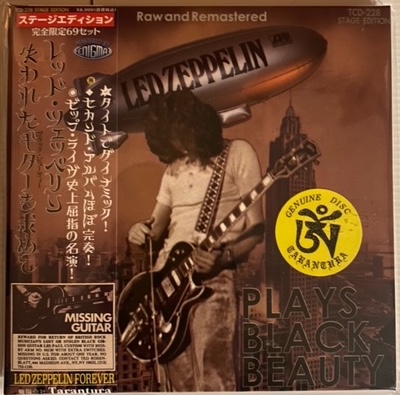 TCD-228 STAGE EDITION
ステージエディション
完全限定69セット
ENIGMA
レッド・ツェッペリン
失われたギターを求めて
★タイトでダイナミック!
★セカンド・アルバムほぼ完奏!
★ゼップ・ライヴ史上屈指の名演!
MISSING
GUITAR
LED ZEPPELIN FOREVER
Tarantura
Raw and Remastered
TCD-228
STAGE EDITION
LED ZEPPELIN
GENUINE DISC
TARANTURA
PLAYS
BLACK
BEAUTY